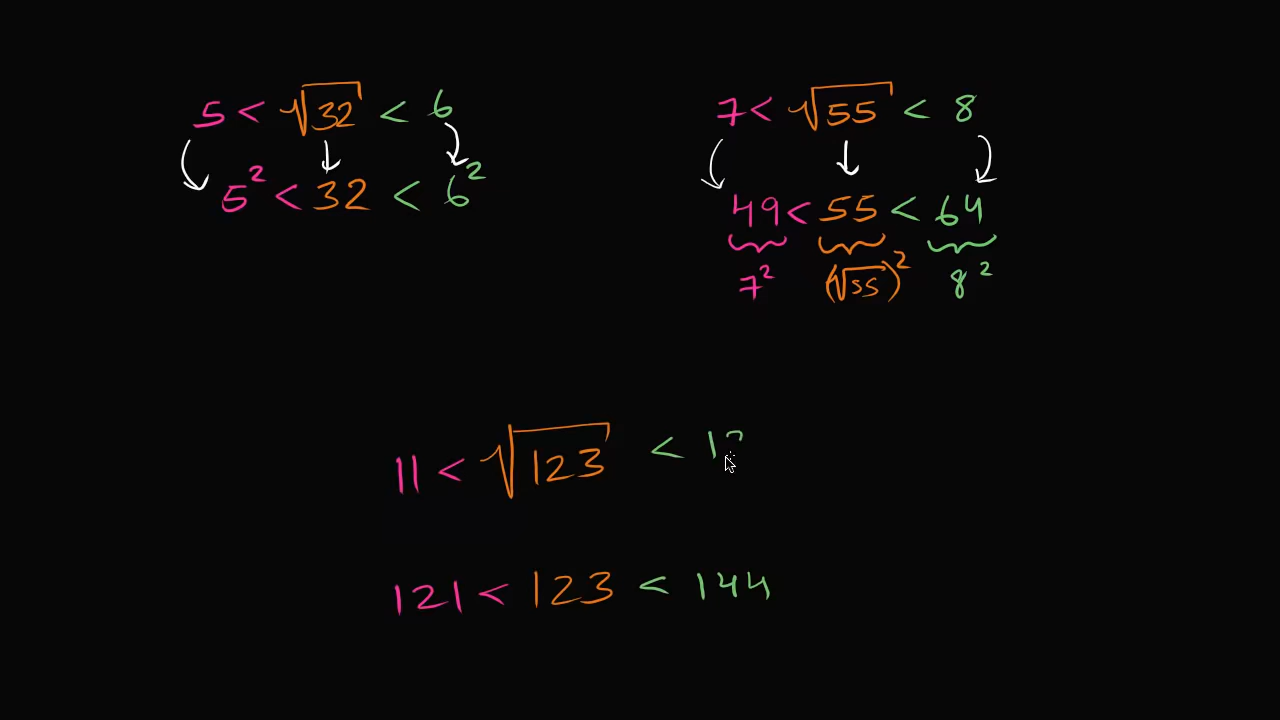 5 < √32 < 6
5² < 32 < 6²
7 < √55 < 8
49 < 55 < 64
7² (√55)² 8²
11 < √123 < 1
121 < 123 < 144